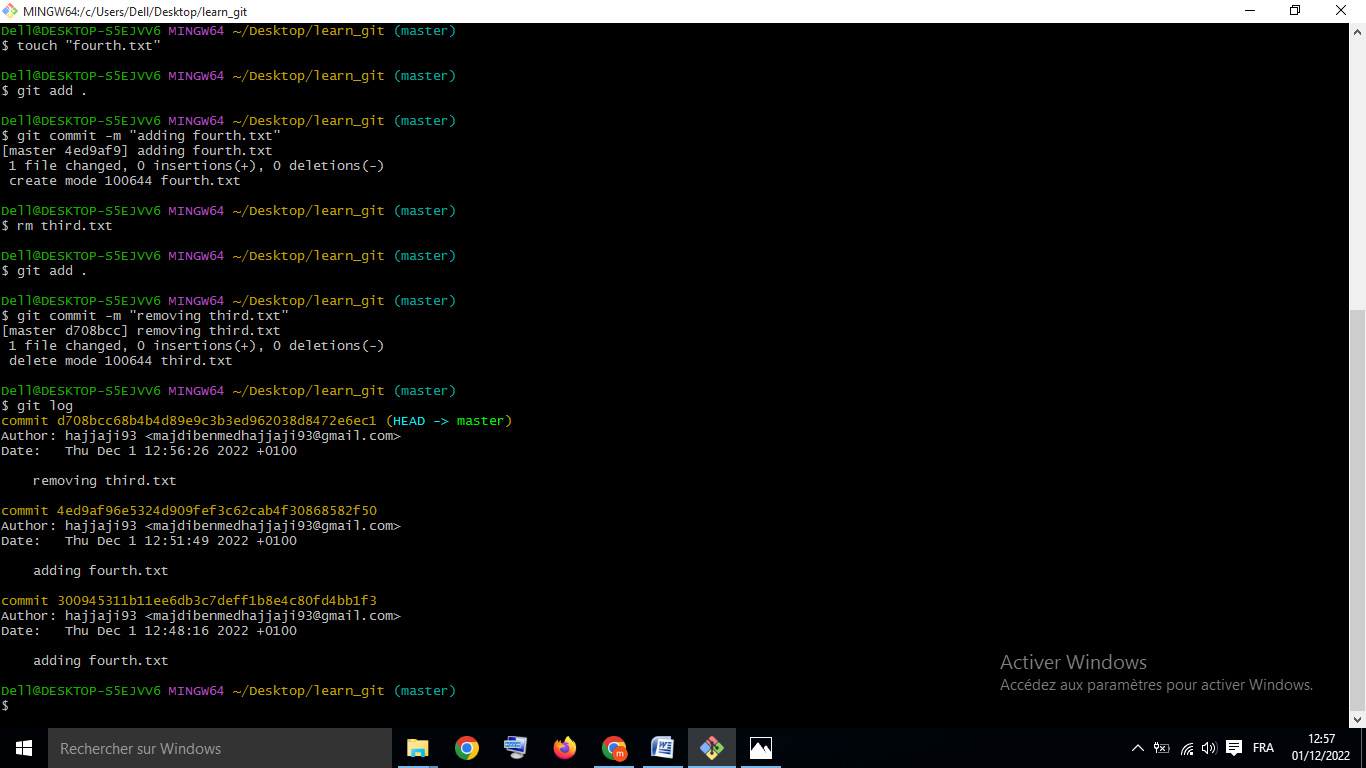 MINGW64:/c/Users/Dell/Desktop/learn_git
Dell@DESKTOP-S5EJVV6 MINGW64 ~/Desktop/learn_git (master)
$ touch "fourth.txt"
Dell@DESKTOP-S5EJVV6 MINGW64 ~/Desktop/learn_git (master)
$ git add .
Dell@DESKTOP-S5EJVV6 MINGW64 ~/Desktop/learn_git (master)
$ git commit -m "adding fourth.txt"
[master 4ed9af9] adding fourth.txt
1 file changed, 0 insertions(+), 0 deletions(-)
create mode 100644 fourth.txt
Dell@DESKTOP-S5EJVV6 MINGW64 ~/Desktop/learn_git (master)
$ rm third.txt
Dell@DESKTOP-S5EJVV6 MINGW64 ~/Desktop/learn_git (master)
$ git add .
Dell@DESKTOP-S5EJVV6 MINGW64 ~/Desktop/learn_git (master)
$ git commit -m "removing third.txt"
[master d708bcc] removing third.txt
1 file changed, 0 insertions(+), 0 deletions(-)
delete mode 100644 third.txt
Dell@DESKTOP-S5EJVV6 MINGW64 ~/Desktop/learn_git (master)
$ git log
commit d708bcc68b4b4d89e9c3b3ed962038d8472e6ec1 (HEAD -> master)
Author: hajjaji93 <majdibenmedhajjaji93@gmail.com>
Date:   Thu Dec 1 12:56:26 2022 +0100
removing third.txt
commit 4ed9af96e5324d909fef3c62cab4f30868582f50
Author: hajjaji93 <majdibenmedhajjaji93@gmail.com>
Date:   Thu Dec 1 12:51:49 2022 +0100
adding fourth.txt
commit 300945311b11ee6db3c7deff1b8e4c80fd4bb1f3
Author: hajjaji93 <majdibenmedhajjaji93@gmail.com>
Date:   Thu Dec 1 12:48:16 2022 +0100
adding fourth.txt
Dell@DESKTOP-S5EJVV6 MINGW64 ~/Desktop/learn_git (master)
$
Activer Windows
Accédez aux paramètres pour activer Windows.
Rechercher sur Windows
FRA
12:57
01/12/2022